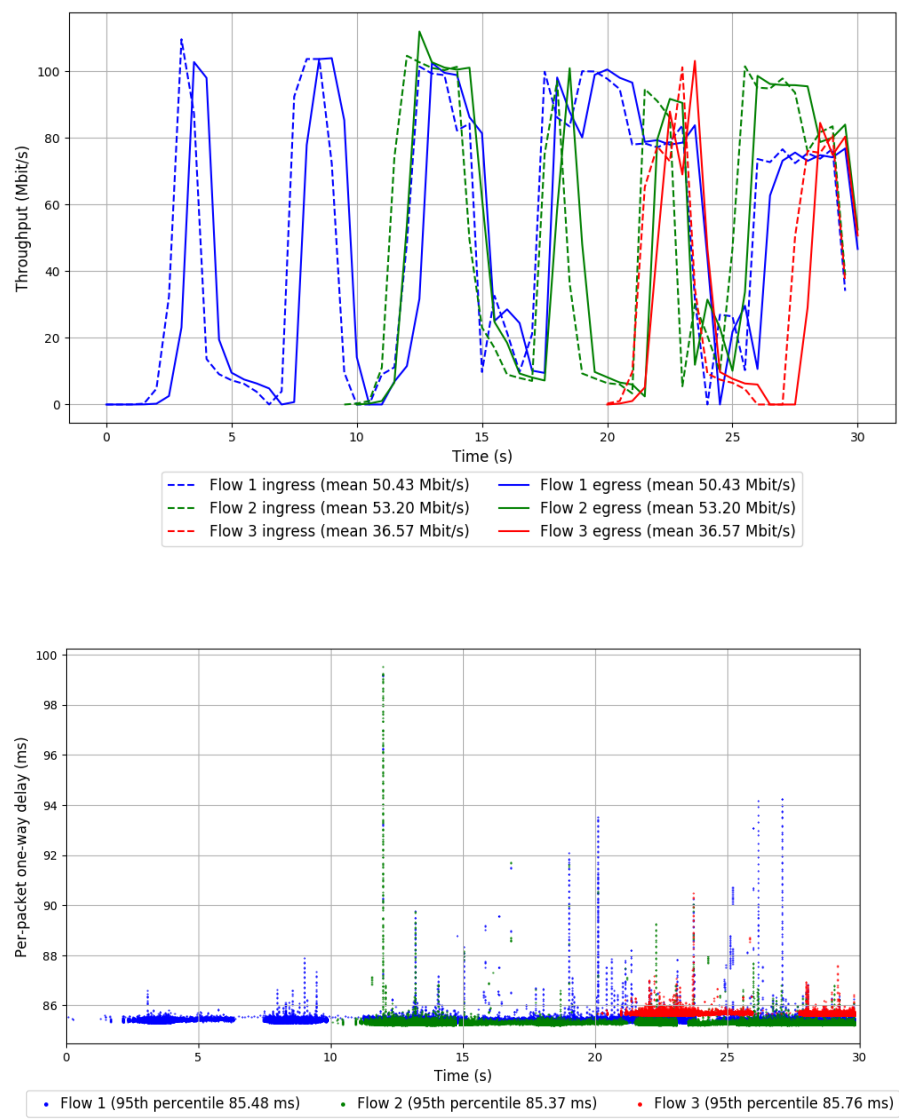 100
80
60
40
20
0
Throughput (Mbit/s)
0 5 10 15 20 25 30
Time (s)
Flow 1 ingress (mean 50.43 Mbit/s) Flow 1 egress (mean 50.43 Mbit/s)
Flow 2 ingress (mean 53.20 Mbit/s) Flow 2 egress (mean 53.20 Mbit/s)
Flow 3 ingress (mean 36.57 Mbit/s) Flow 3 egress (mean 36.57 Mbit/s)
100
98
96
94
92
90
88
86
Per-packet one-way delay (ms)
0 5 10 15 20 25 30
Time (s)
Flow 1 (95th percentile 85.48 ms) Flow 2 (95th percentile 85.37 ms) Flow 3 (95th percentile 85.76 ms)